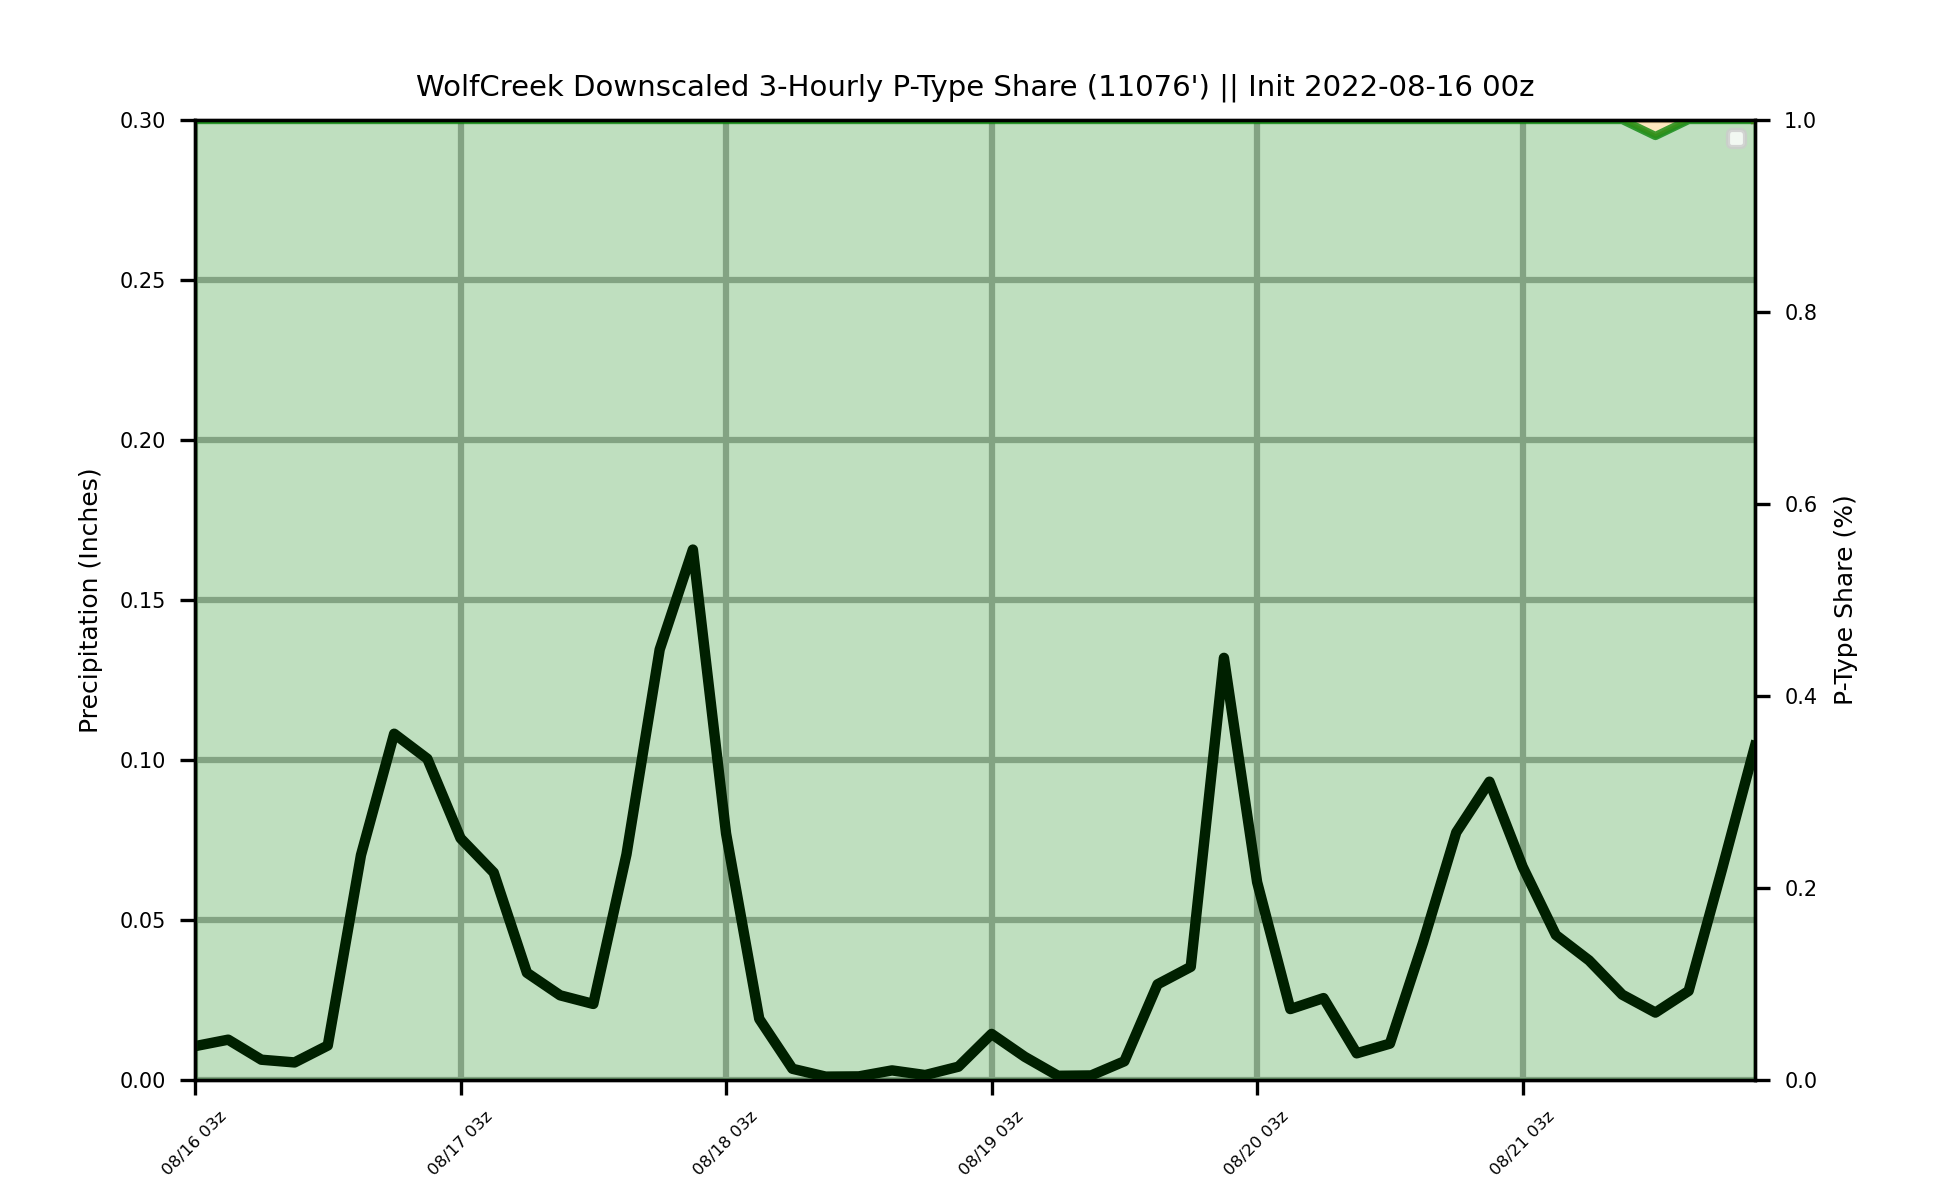 WolfCreek Downscaled 3-Hourly P-Type Share (11076') || Init 2022-08-16 00z
0.30
0.25
0.20
0.15
0.10
0.05
0.00
Precipitation (Inches)
1.0
0.8
0.6
0.4
0.2
0.0
P-Type Share (%)
08/16 03z
08/17 03z
08/18 03z
08/19 03z
08/20 03z
08/21 03z